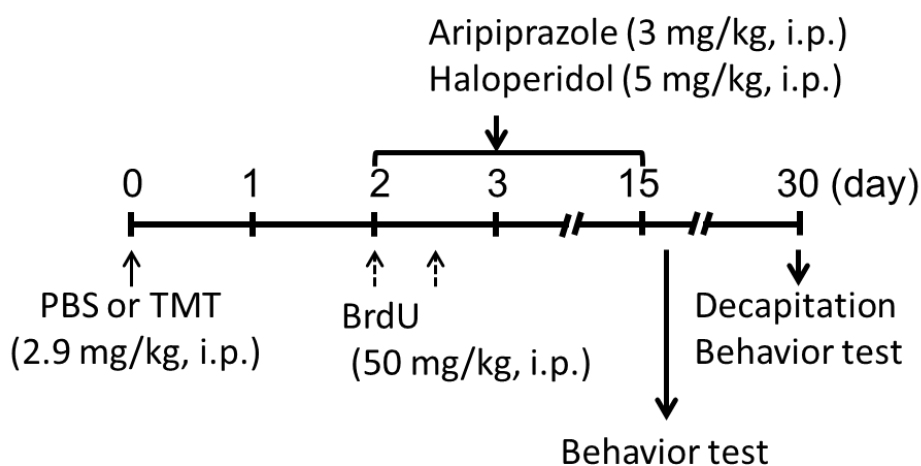 Aripiprazole (3 mg/kg, i.p.)
Haloperidol (5 mg/kg, i.p.)
0 1 2 3 15 30 (day)
PBS or TMT
(2.9 mg/kg, i.p.)
BrdU
(50 mg/kg, i.p.)
Decapitation
Behavior test
Behavior test